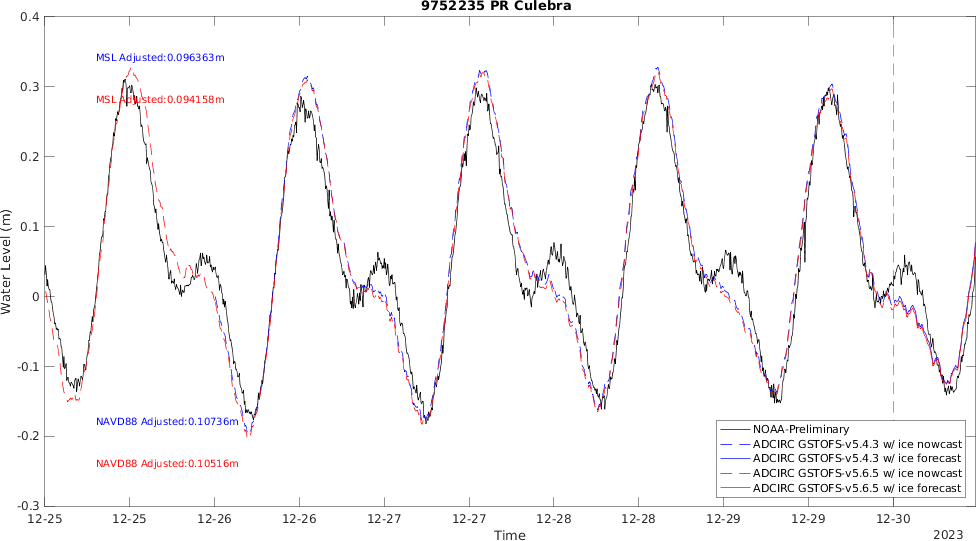 9752235 PR Culebra
0.4
MSL Adjusted:0.096363m
0.3
MSL Adjusted:0.094158m
0.2
0.1
Water Level (m)
0
-0.1
-0.2
NAVD88 Adjusted:0.10736m
NAVD88 Adjusted:0.10516m
-0.3
NOAA-Preliminary
ADCIRC GSTOFS-v5.4.3 w/ ice nowcast
ADCIRC GSTOFS-v5.4.3 w/ ice forecast
ADCIRC GSTOFS-v5.6.5 w/ ice nowcast
ADCIRC GSTOFS-v5.6.5 w/ ice forecast
12-25 12-25 12-26 12-26 12-27 12-27 12-28 12-28 12-29 12-29 12-30
Time
2023